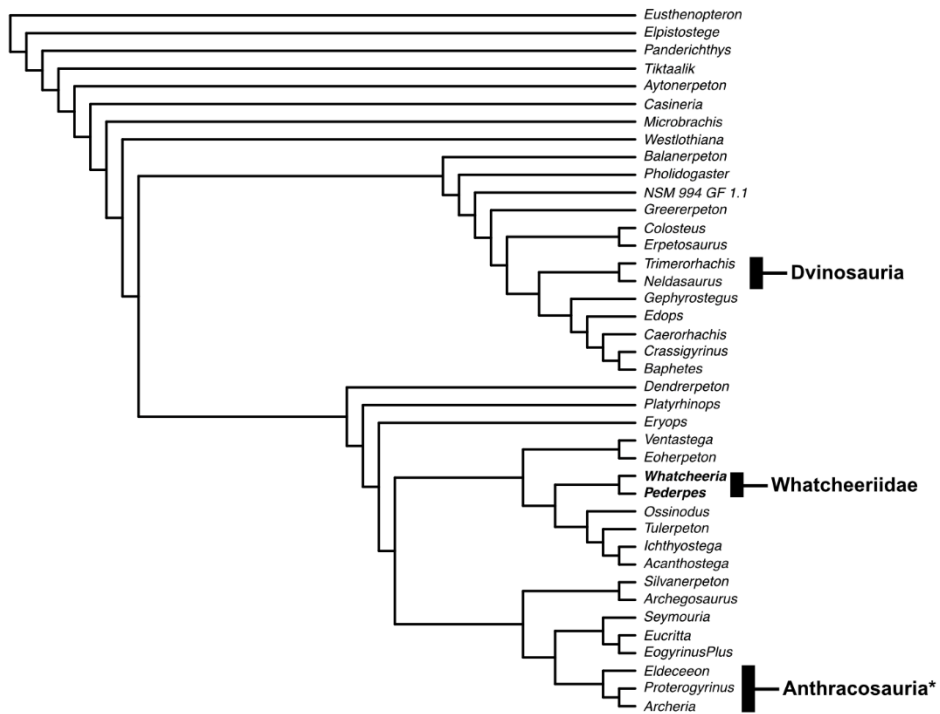 Eusthenopteron
Elpistostege
Panderichthys
Tiktaalik
Aytonerpeton
Casineria
Microbrachis
Westlothiana
Balanerpeton
Pholidogaster
NSM 994 GF 1.1
Greererpeton
Colosteus
Erpetosaurus
Trimerorhachis
Dvinosauria
Neldasaurus
Gephyrostegus
Edops
Caerorhachis
Crassigyrinus
Baphetes
Dendrerpeton
Platyrhinops
Eryops
Ventastega
Eoherpeton
Whatcheeria
Whatcheeriidae
Pederpes
Ossinodus
Tulerpeton
Ichthyostega
Acanthostega
Silvanerpeton
Archegosaurus
Seymouria
Eucritta
EogyrinusPlus
Eldeceeon
Proterogyrinus
Anthracosauria*
Archeria